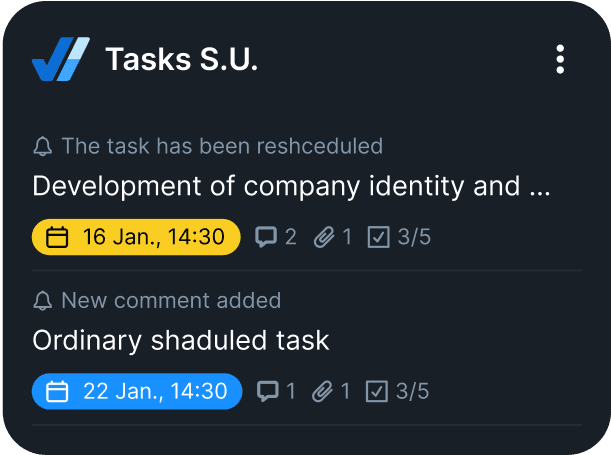 Tasks S.U.
The task has been reshceduled
Development of company identity and ...
16 Jan., 14:30 2 1 3/5
New comment added
Ordinary shaduled task
22 Jan., 14:30 1 1 3/5